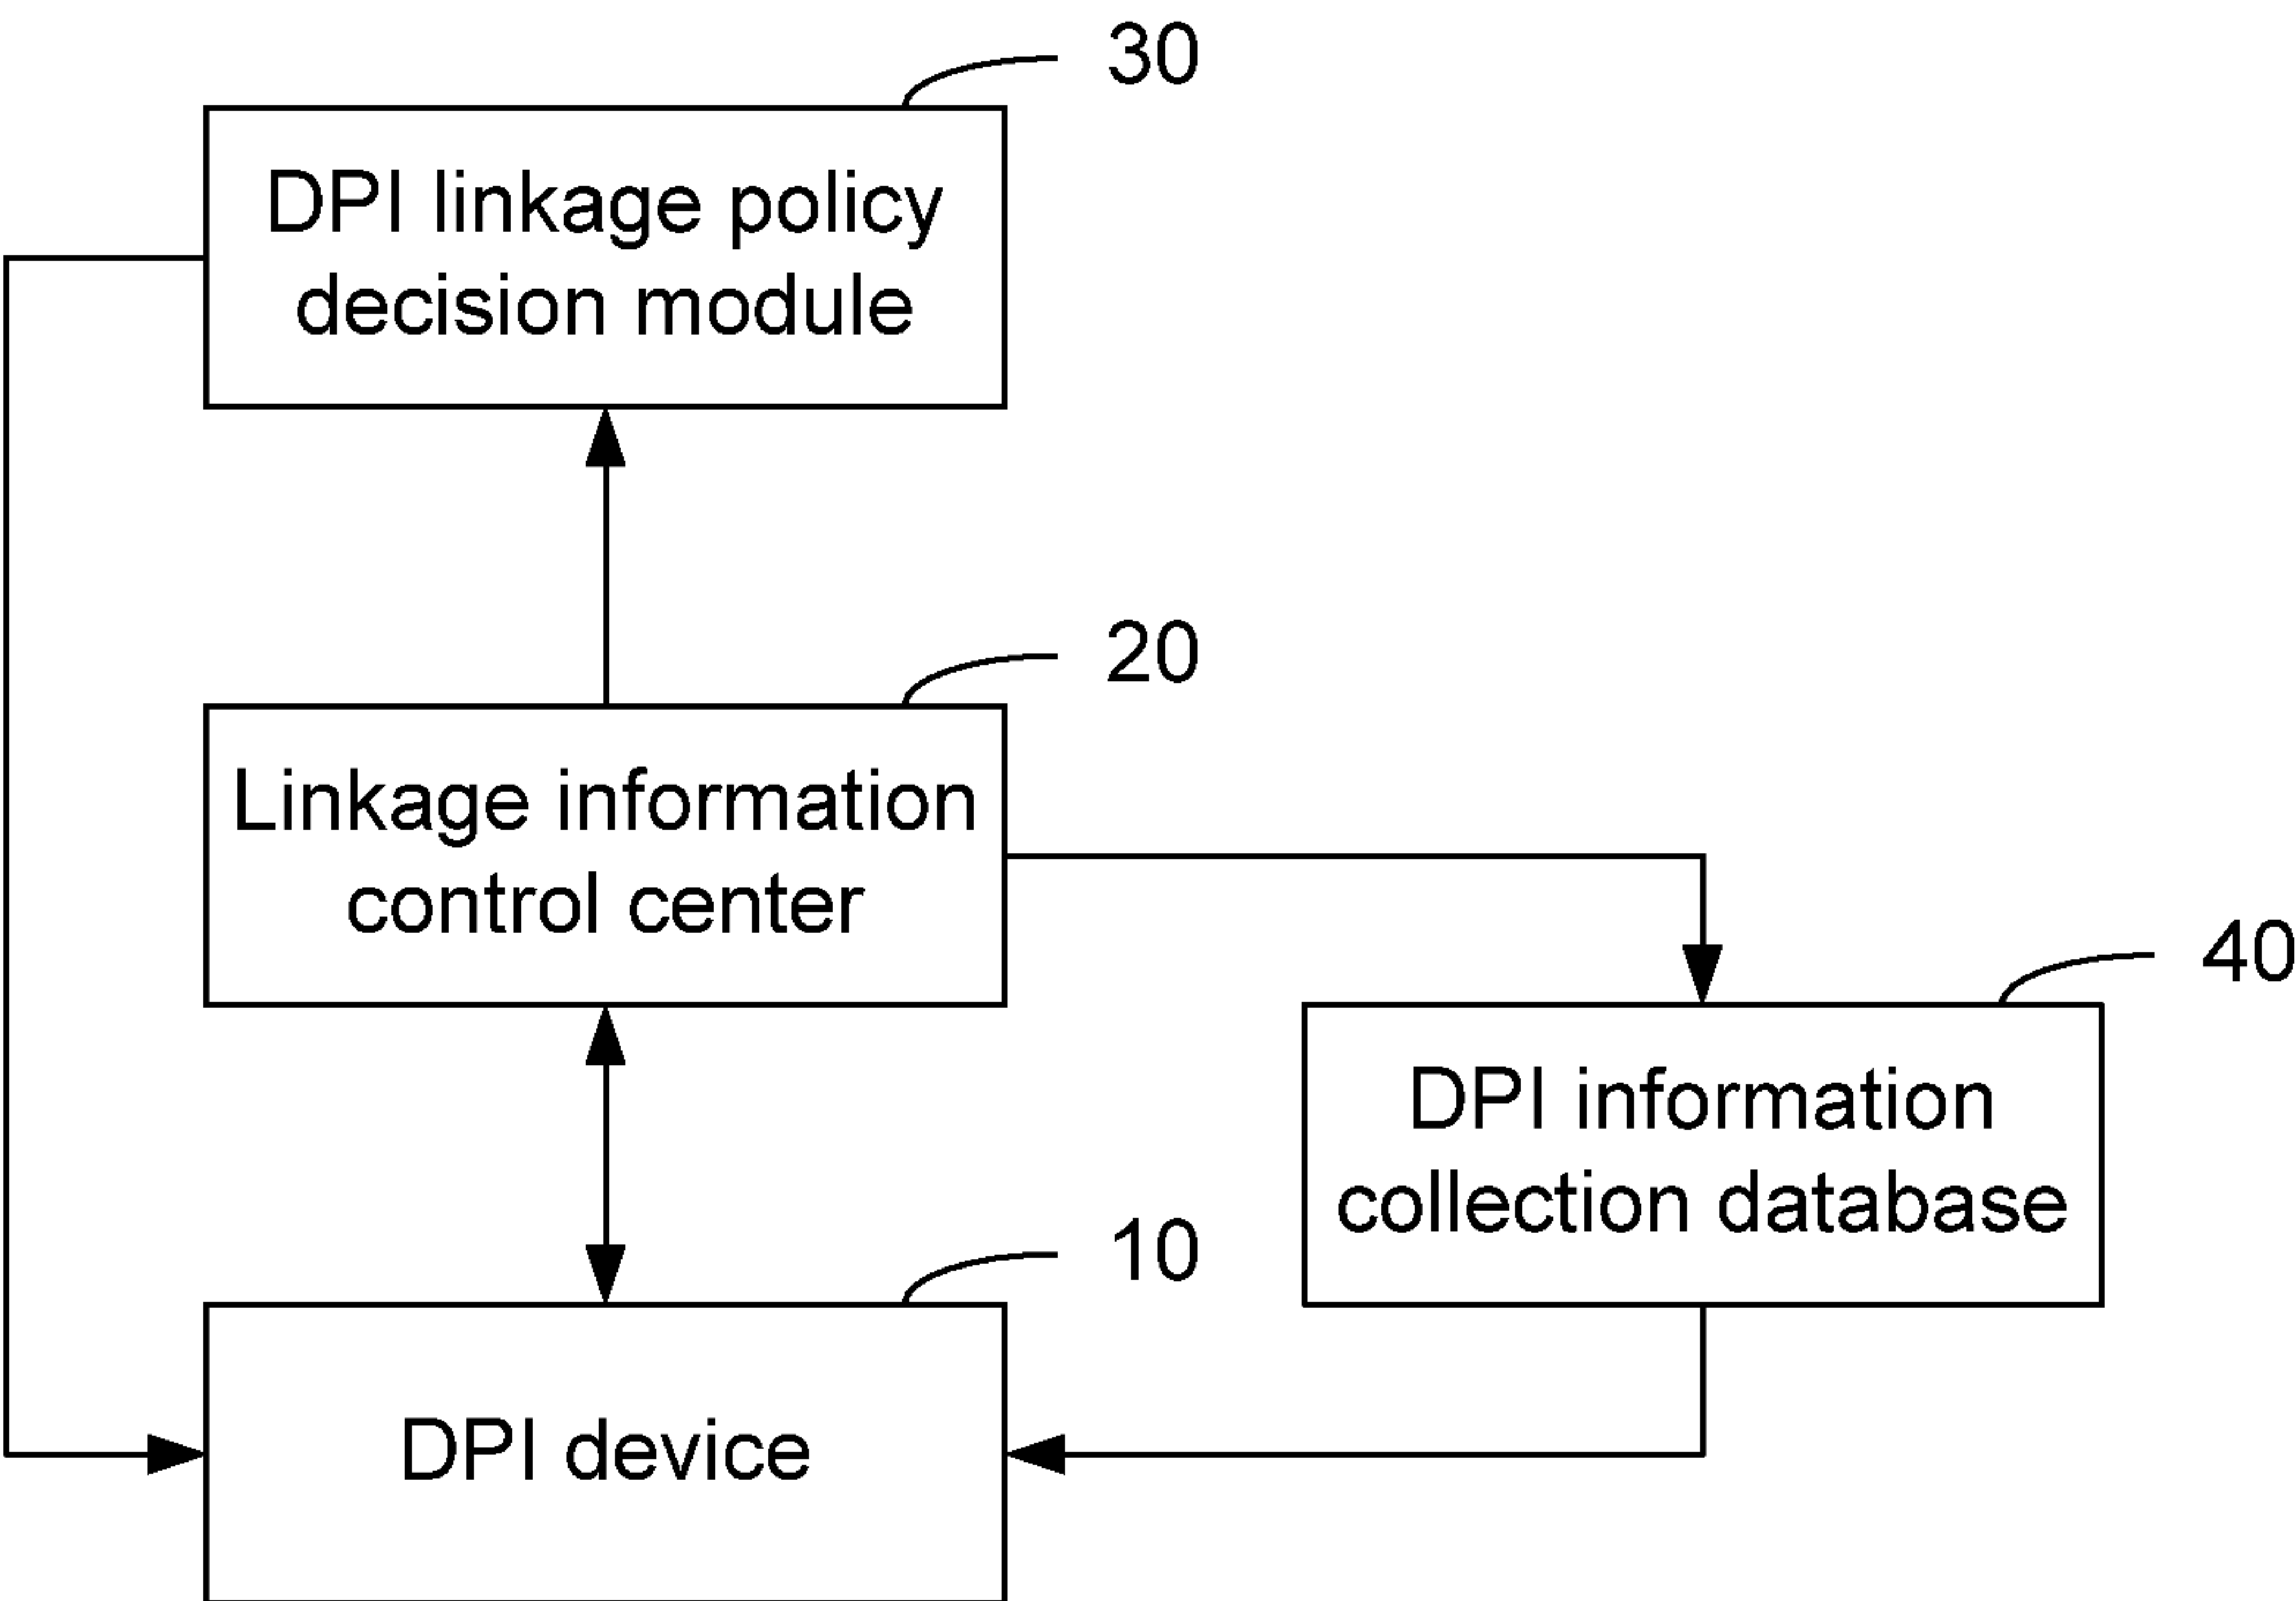 30
DPI linkage policy
decision module
20
Linkage information
control center
40
DPI information
collection database
10
DPI device